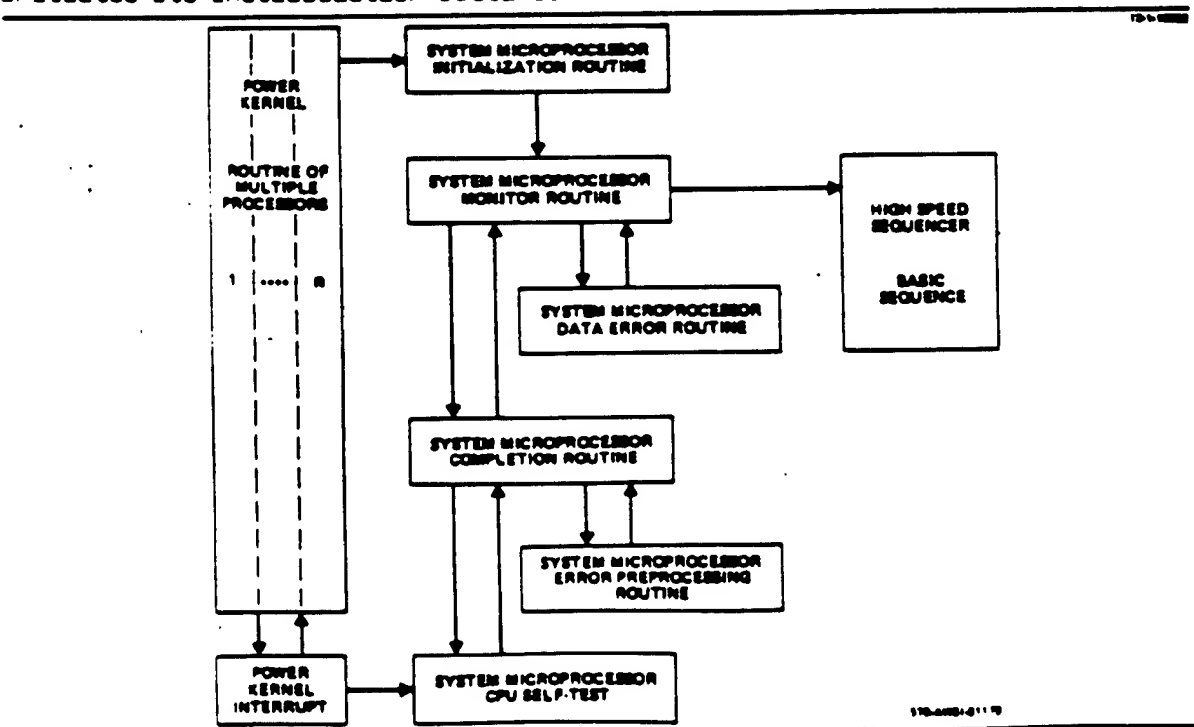 POWER
KERNEL
ROUTINE OF
MULTIPLE
PROCESSORS
1 .... n
SYSTEM MICROPROCESSOR
INITIALIZATION ROUTINE
SYSTEM MICROPROCESSOR
MONITOR ROUTINE
HIGH SPEED
SEQUENCER
BASIC
SEQUENCE
SYSTEM MICROPROCESSOR
DATA ERROR ROUTINE
SYSTEM MICROPROCESSOR
COMPLETION ROUTINE
SYSTEM MICROPROCESSOR
ERROR PREPROCESSING
ROUTINE
POWER
KERNEL
INTERRUPT
SYSTEM MICROPROCESSOR
CPU SELF-TEST